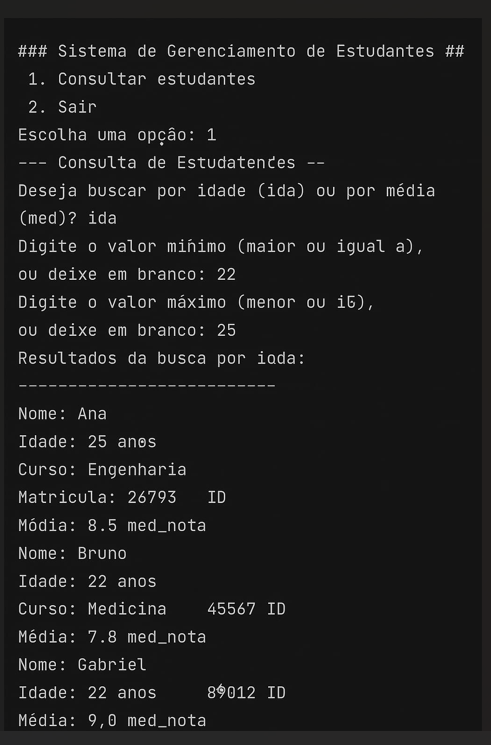 ### Sistema de Gerenciamento de Estudantes ##
1. Consultar estudantes
2. Sair
Escolha uma opção: 1
--- Consulta de Estudatentes --
Deseja buscar por idade (ida) ou por média
(med)? ida
Digite o valor mínimo (maior ou igual a),
ou deixe em branco: 22
Digite o valor máximo (menor ou
ou deixe em branco: 25
Resultados da busca por
--------------------------
Nome: Ana
Idade: 25 anos
Curso: Engenharia
Matricula: 26793 ID
Módia: 8.5 med_nota
Nome: Bruno
Idade: 22 anos
Curso: Medicina 45567 ID
Média: 7.8 med_nota
Nome: Gabriel
Idade: 22 anos 89012 ID
Média: 9,0 med_nota